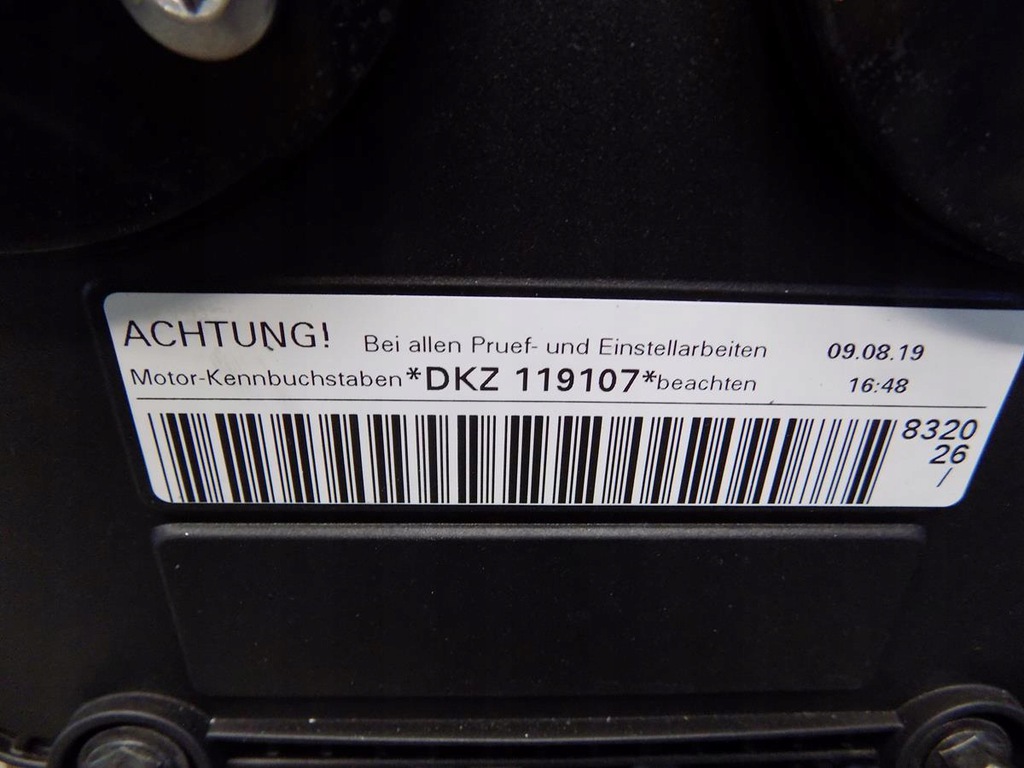 ACHTUNG! Bei allen Pruef- und Einstellarbeiten 09.08.19
Motor-Kennbuchstaben *DKZ 119107* beachten 16:48
8320
26
/